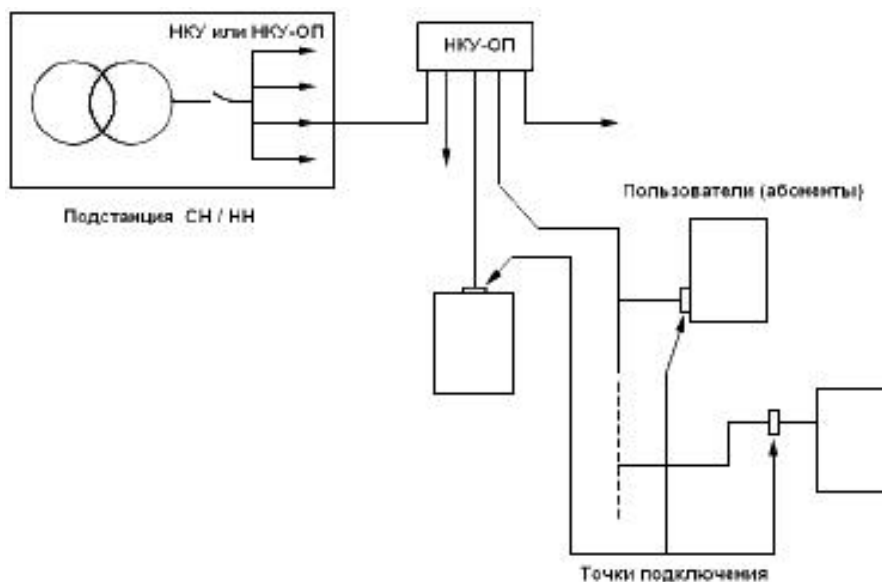 НКУ или НКУ-ОП
НКУ-ОП
Подстанция СН / НН
Пользователи (абоненты)
Точки подключения